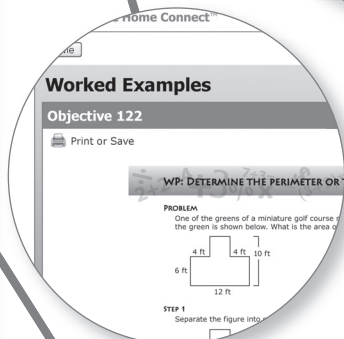 Home Connect™
Worked Examples
Objective 122
Print or Save
WP: DETERMINE THE PERIMETER OR
PROBLEM
One of the greens of a miniature golf course
the green is shown below. What is the area
4 ft 4 ft 10 ft
6 ft
12 ft
STEP 1
Separate the figure into